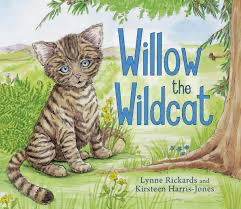 Willow
the
Wildcat
Lynne Rickards and
Kirsteen Harris-Jones